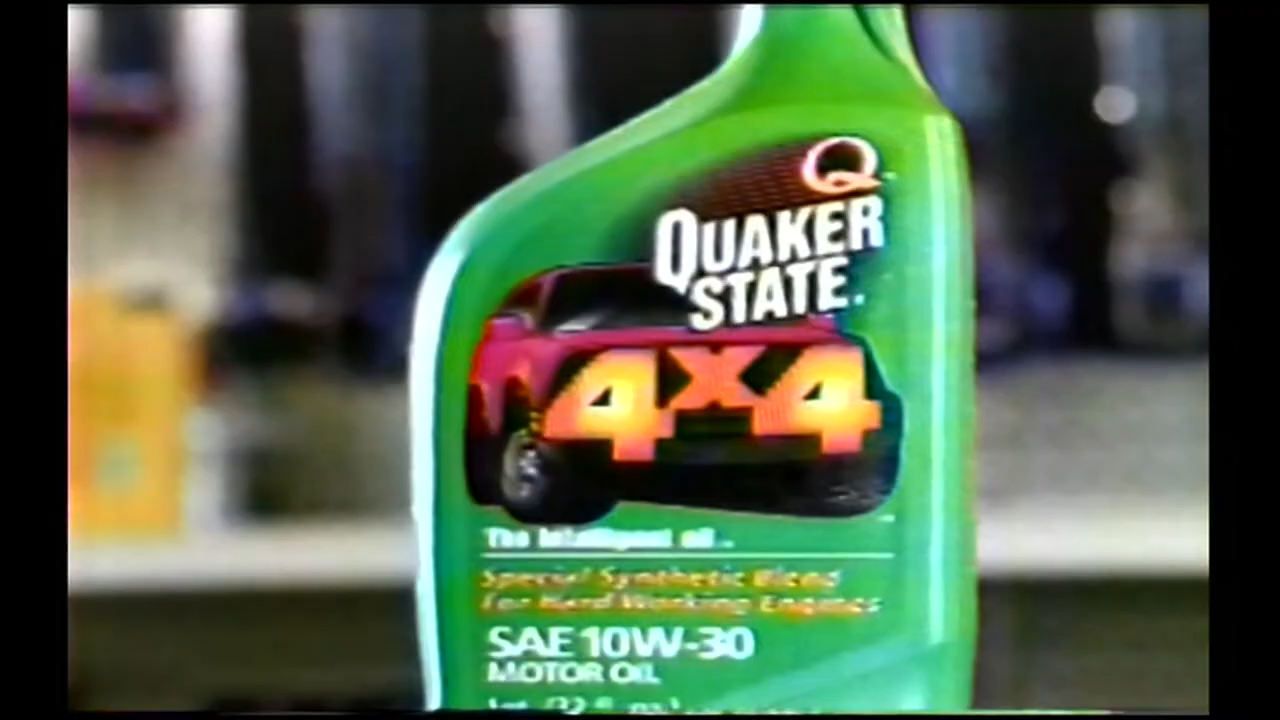 Q
QUAKER
STATE
4x4
The Intelligent oil
Special Synthetic Blend
For Hard Working Engines
SAE 10W-30
MOTOR OIL